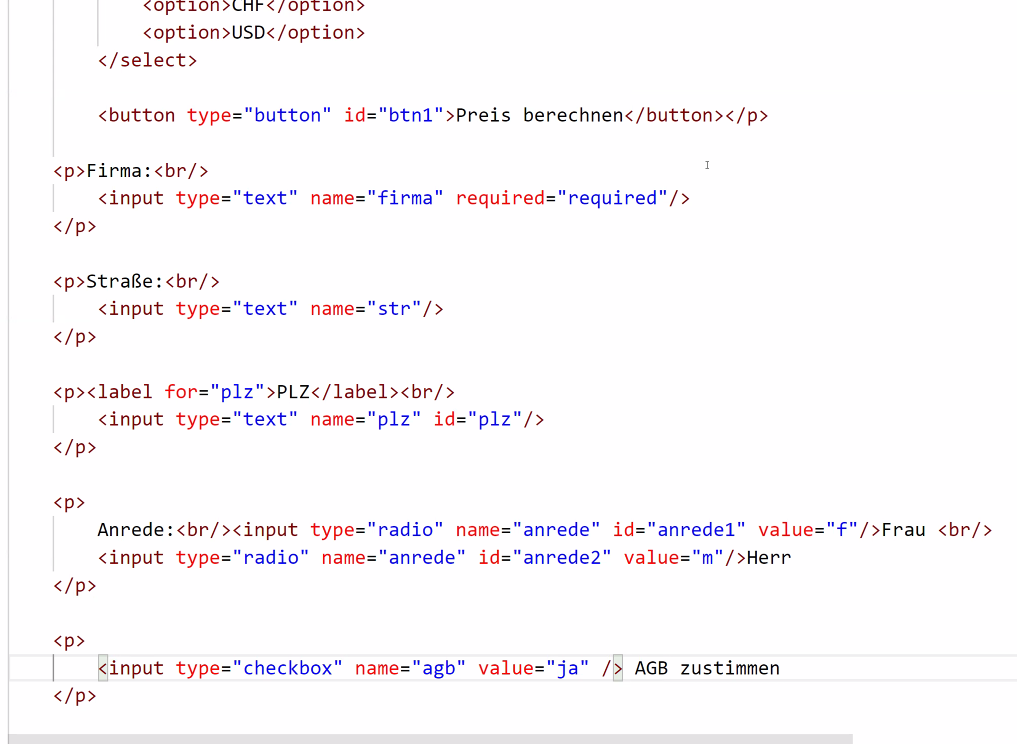 <option>CHF</option>
<option>USD</option>
</select>
<button type="button" id="btn1">Preis berechnen</button></p>
<p>Firma:<br/>
<input type="text" name="firma" required="required"/>
</p>
<p>Straße:<br/>
<input type="text" name="str"/>
</p>
<p><label for="plz">PLZ</label><br/>
<input type="text" name="plz" id="plz"/>
</p>
<p>
Anrede:<br/><input type="radio" name="anrede" id="anrede1" value="f"/>Frau <br/>
<input type="radio" name="anrede" id="anrede2" value="m"/>Herr
</p>
<p>
<input type="checkbox" name="agb" value="ja" /> AGB zustimmen
</p>